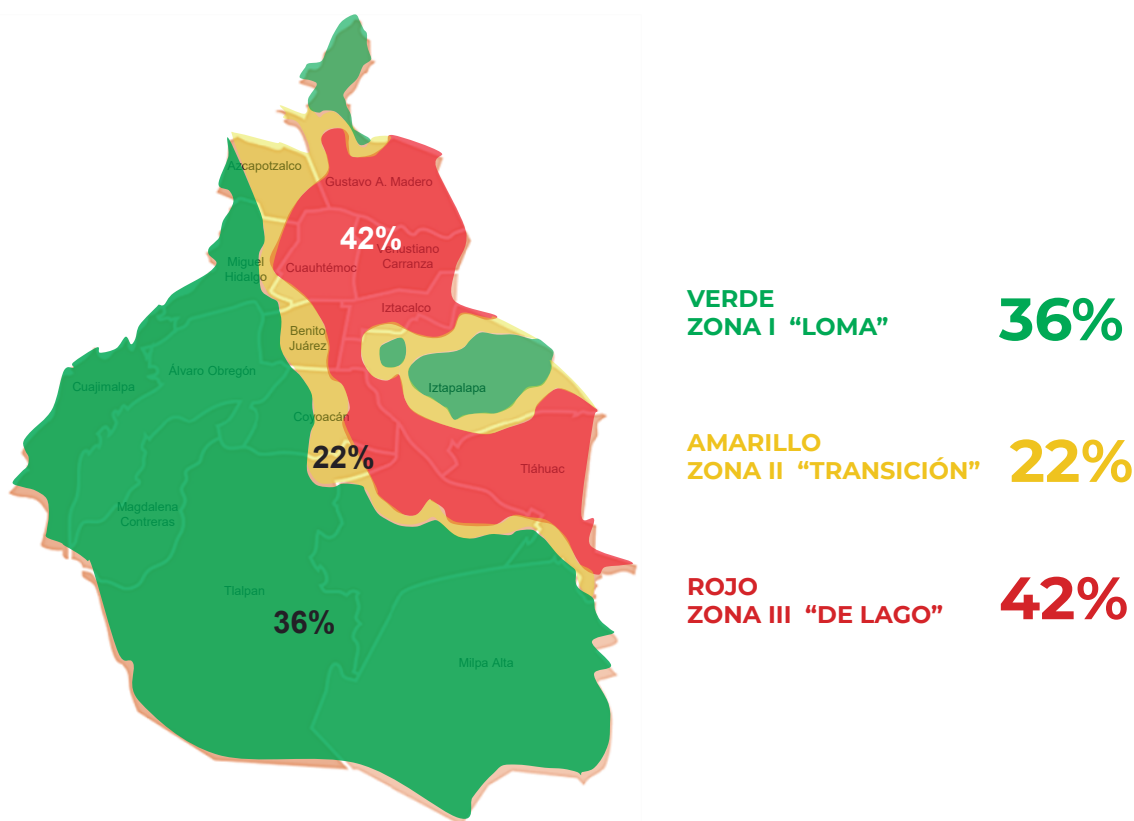 Azcapotzalco
Gustavo A. Madero
42%
Venustiano
Carranza
Miguel
Hidalgo
Cuauhtémoc
Iztacalco
Benito
Juárez
Álvaro Obregón
Cuajimalpa
Iztapalapa
Coyoacán
22%
Tláhuac
Magdalena
Contreras
Tlalpan
36%
Milpa Alta
VERDE
ZONA I “LOMA”
36%
AMARILLO
ZONA II “TRANSICIÓN”
22%
ROJO
ZONA III “DE LAGO”
42%